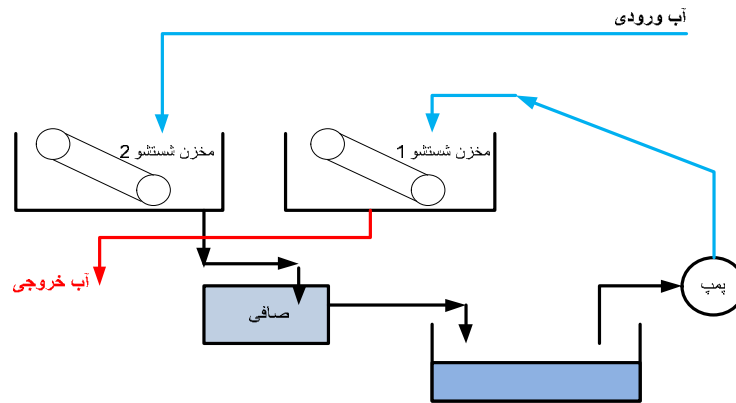 آب ورودی
مخزن شستشو 1
مخزن شستشو 2
آب خروجی
صافی
پمپ